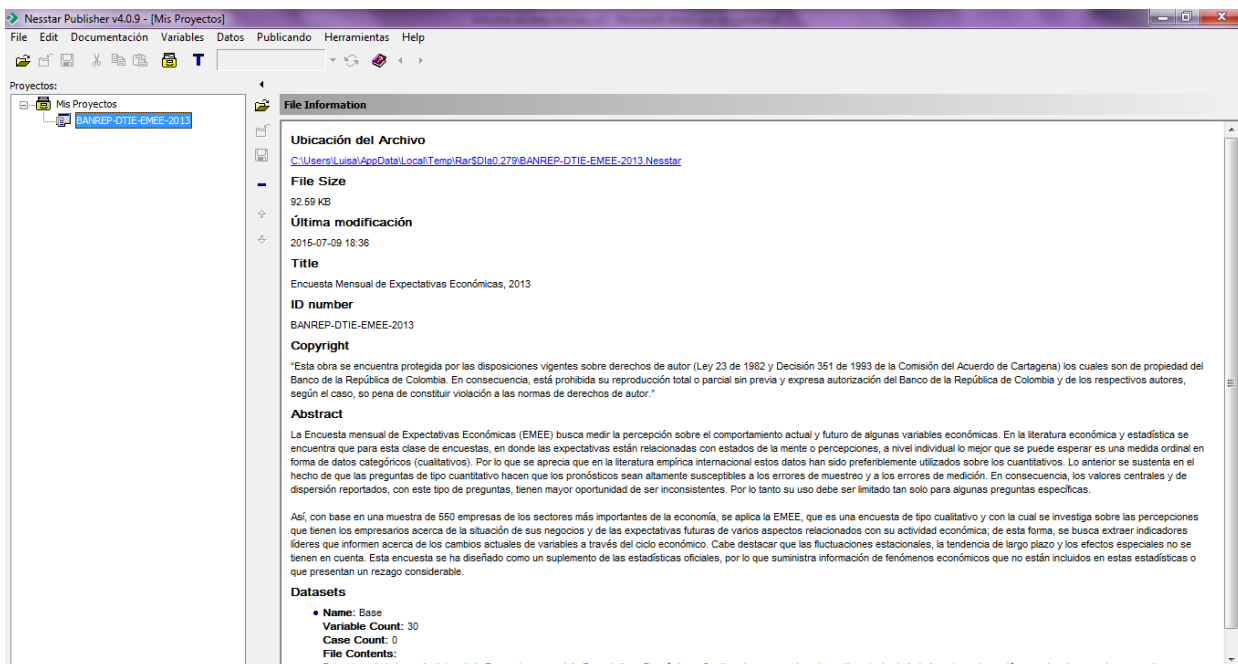 Nesstar Publisher v4.0.9 - [Mis Proyectos]
File Edit Documentación Variables Datos Publicando Herramientas Help
T
Proyectos:
Mis Proyectos
BANREP-DTIE-EMEE-2013
File Information
Ubicación del Archivo
C:\Users\Luisa\AppData\Local\Temp\Rar$DIa0.279\BANREP-DTIE-EMEE-2013.Nesstar
File Size
92.59 KB
Última modificación
2015-07-09 18:36
Title
Encuesta Mensual de Expectativas Económicas, 2013
ID number
BANREP-DTIE-EMEE-2013
Copyright
"Esta obra se encuentra protegida por las disposiciones vigentes sobre derechos de autor (Ley 23 de 1982 y Decisión 351 de 1993 de la Comisión del Acuerdo de Cartagena) los cuales son de propiedad del
Banco de la República de Colombia. En consecuencia, está prohibida su reproducción total o parcial sin previa y expresa autorización del Banco de la República de Colombia y de los respectivos autores,
según el caso, so pena de constituir violación a las normas de derechos de autor."
Abstract
La Encuesta mensual de Expectativas Económicas (EMEE) busca medir la percepción sobre el comportamiento actual y futuro de algunas variables económicas. En la literatura económica y estadística se
encuentra que para esta clase de encuestas, en donde las expectativas están relacionadas con estados de la mente o percepciones, a nivel individual lo mejor que se puede esperar es una medida ordinal en
forma de datos categóricos (cualitativos). Por lo que se aprecia que en la literatura empírica internacional estos datos han sido preferiblemente utilizados sobre los cuantitativos. Lo anterior se sustenta en el
hecho de que las preguntas de tipo cuantitativo hacen que los pronósticos sean altamente susceptibles a los errores de muestreo y a los errores de medición. En consecuencia, los valores centrales y de
dispersión reportados, con este tipo de preguntas, tienen mayor oportunidad de ser inconsistentes. Por lo tanto su uso debe ser limitado tan solo para algunas preguntas específicas.
Así, con base en una muestra de 550 empresas de los sectores más importantes de la economía, se aplica la EMEE, que es una encuesta de tipo cualitativo y con la cual se investiga sobre las percepciones
que tienen los empresarios acerca de la situación de sus negocios y de las expectativas futuras de varios aspectos relacionados con su actividad económica; de esta forma, se busca extraer indicadores
líderes que informen acerca de los cambios actuales de variables a través del ciclo económico. Cabe destacar que las fluctuaciones estacionales, la tendencia de largo plazo y los efectos especiales no se
tienen en cuenta. Esta encuesta se ha diseñado como un suplemento de las estadísticas oficiales, por lo que suministra información de fenómenos económicos que no están incluidos en estas estadísticas o
que presentan un rezago considerable.
Datasets
Name: Base
Variable Count: 30
Case Count: 0
File Contents: